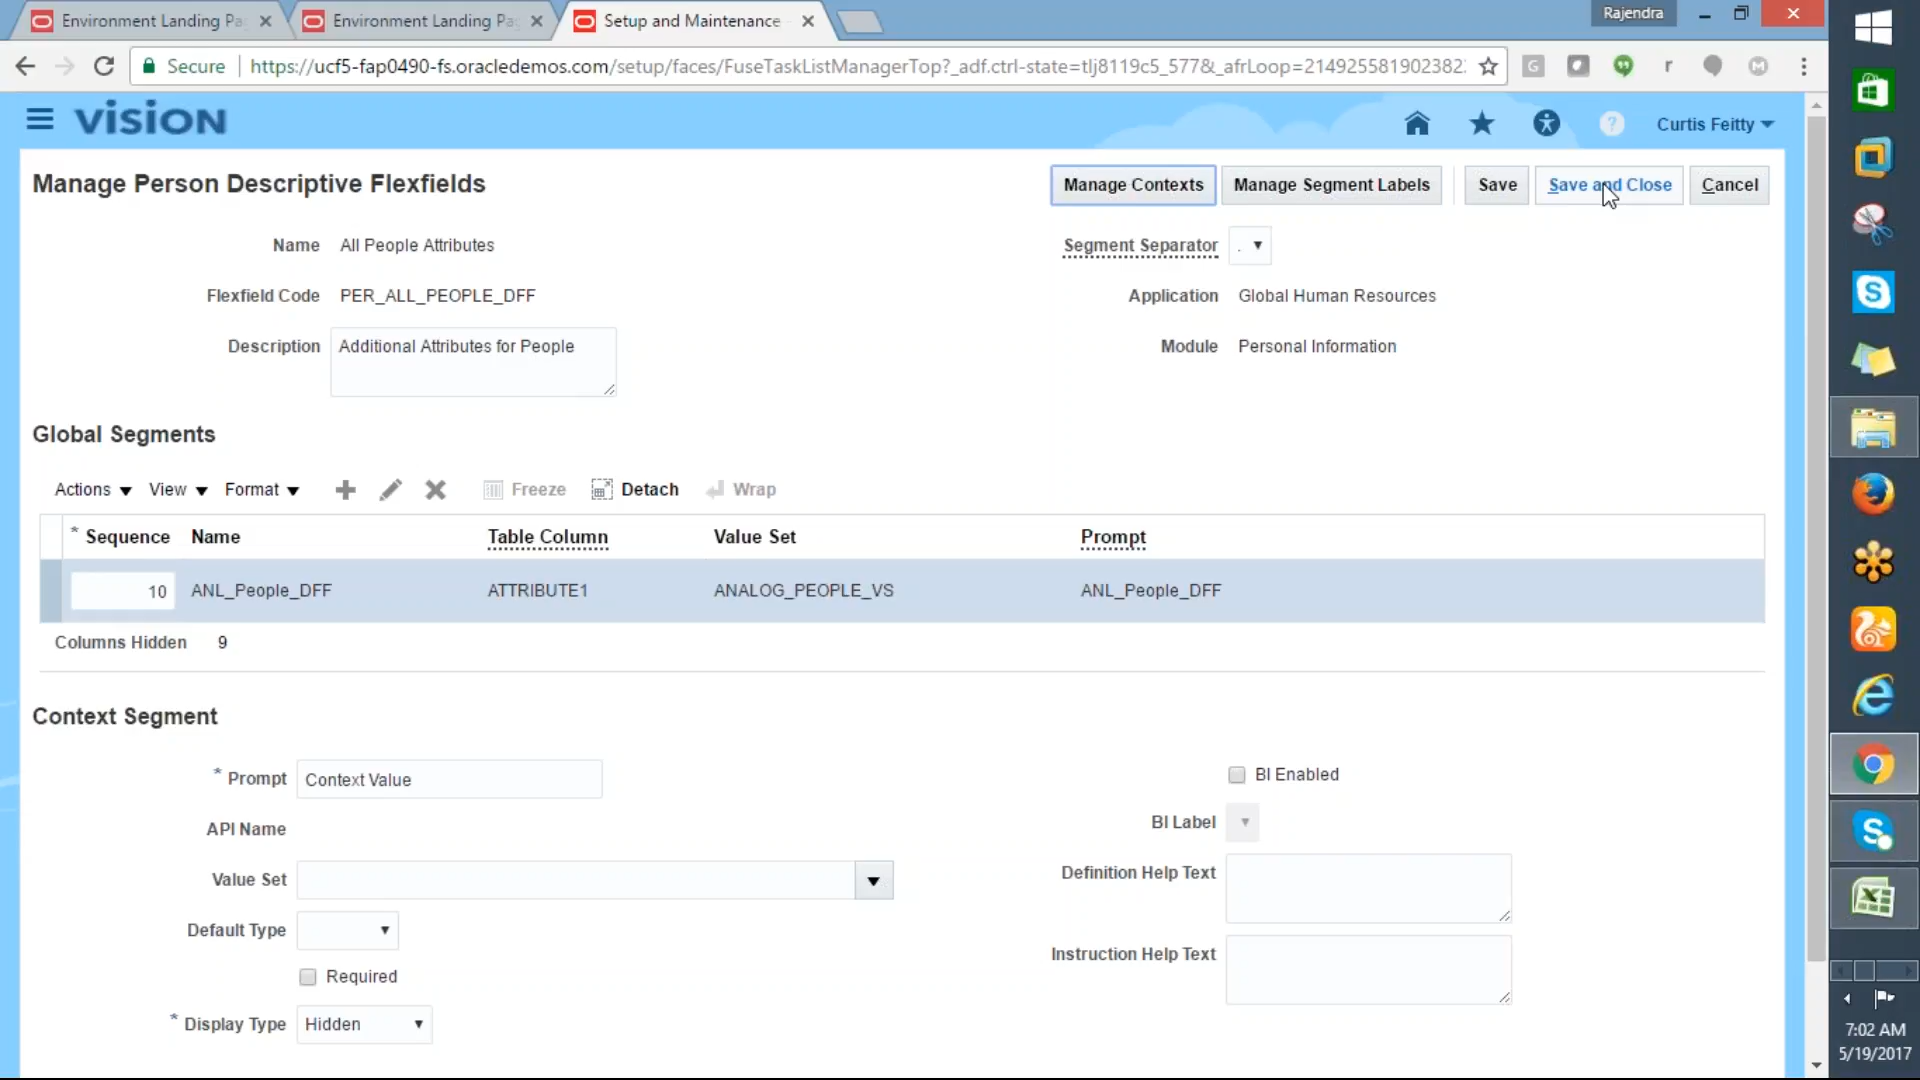 Environment Landing Pa
Environment Landing Pa
Setup and Maintenance
Rajendra
Secure
https://ucf5-fap0490-fs.oracledemos.com/setup/faces/FuseTaskListManagerTop?_adf.ctrl-state=tlj8119c5_577&_afrLoop=214925581902382
vision
Curtis Feitty
Manage Person Descriptive Flexfields
Manage Contexts
Manage Segment Labels
Save
Save and Close
Cancel
Name All People Attributes
Segment Separator .
Flexfield Code PER_ALL_PEOPLE_DFF
Application Global Human Resources
Description Additional Attributes for People
Module Personal Information
Global Segments
Actions View Format Freeze Detach Wrap
* Sequence Name Table Column Value Set Prompt
10 ANL_People_DFF ATTRIBUTE1 ANALOG_PEOPLE_VS ANL_People_DFF
Columns Hidden 9
Context Segment
* Prompt Context Value
BI Enabled
API Name
BI Label
Value Set
Definition Help Text
Default Type
Required
Instruction Help Text
* Display Type Hidden
7:02 AM
5/19/2017